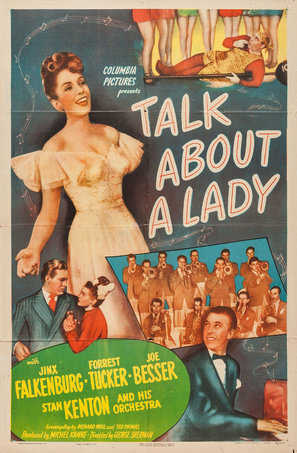 COLUMBIA
PICTURES
presents
TALK
ABOUT
A LADY
with
JINX
FALKENBURG
FORREST
TUCKER
JOE
BESSER
STAN
KENTON
AND HIS
ORCHESTRA
Screenplay by RICHARD WEIL and TED THOMAS
Produced by MICHEL KRAIKE · Directed by GEORGE SHERMAN